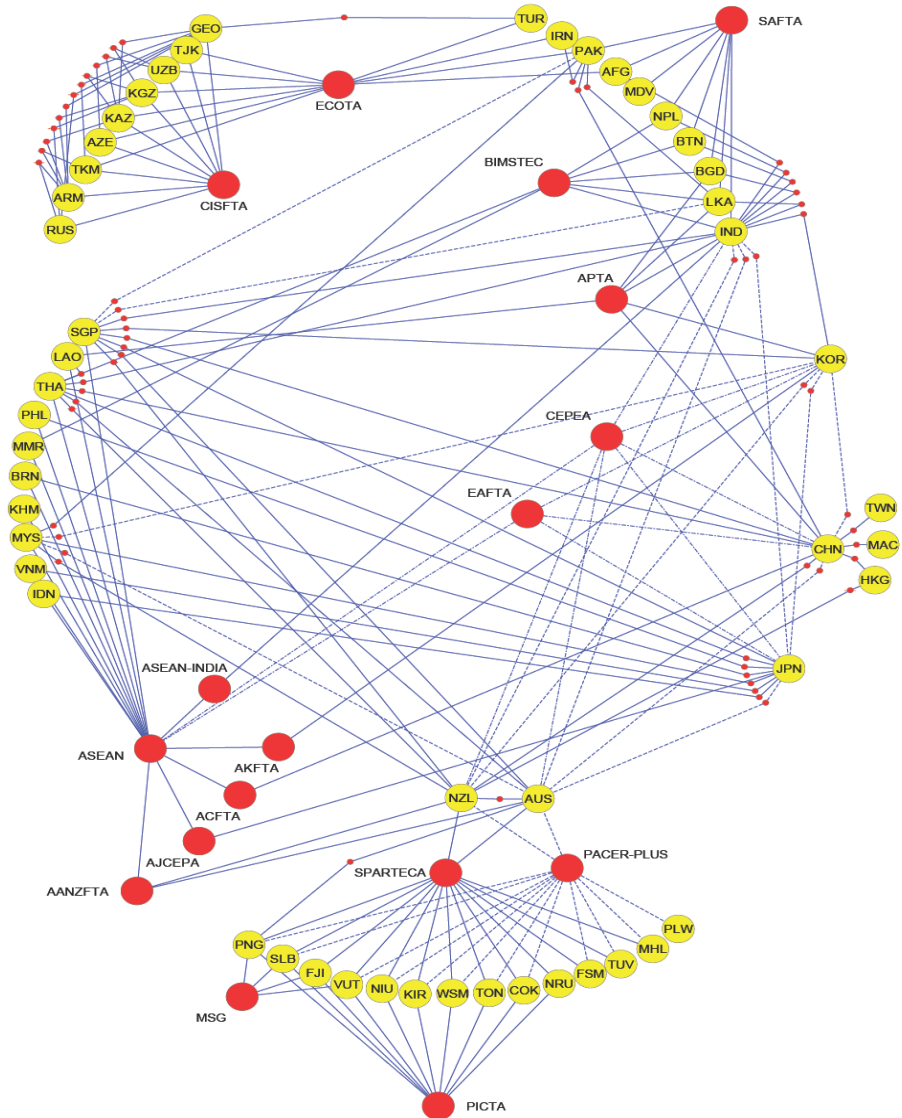 TUR
SAFTA
GEO
IRN
TJK
PAK
UZB
AFG
ECOTA
KGZ
MDV
KAZ
NPL
AZE
BTN
BIMSTEC
TKM
BGD
CISFTA
ARM
LKA
RUS
IND
APTA
SGP
LAO
KOR
THA
PHL
CEPEA
MMR
BRN
EAFTA
KHM
TWN
MYS
CHN
MAC
VNM
HKG
IDN
ASEAN-INDIA
JPN
ASEAN
AKFTA
ACFTA
NZL
AUS
AJCEPA
PACER-PLUS
SPARTECA
AANZFTA
PLW
PNG
MHL
SLB
TUV
FJI
FSM
VUT
NRU
NIU
COK
KIR
WSM
TON
MSG
PICTA